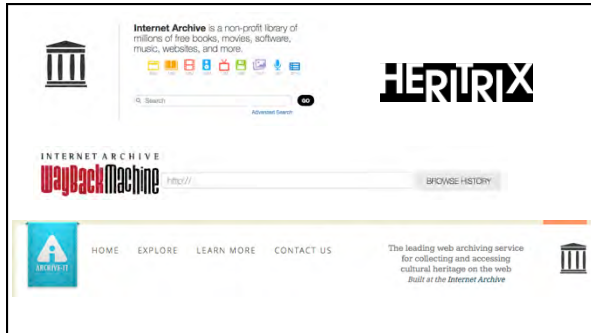 Internet Archive is a non-profit library of
millions of free books, movies, software,
music, websites, and more.
Search
GO
Advanced Search
HERITRIX
INTERNET ARCHIVE
WayBackMachine
http://
BROWSE HISTORY
ARCHIVE-IT
HOME EXPLORE LEARN MORE CONTACT US
The leading web archiving service
for collecting and accessing
cultural heritage on the web
Built at the Internet Archive